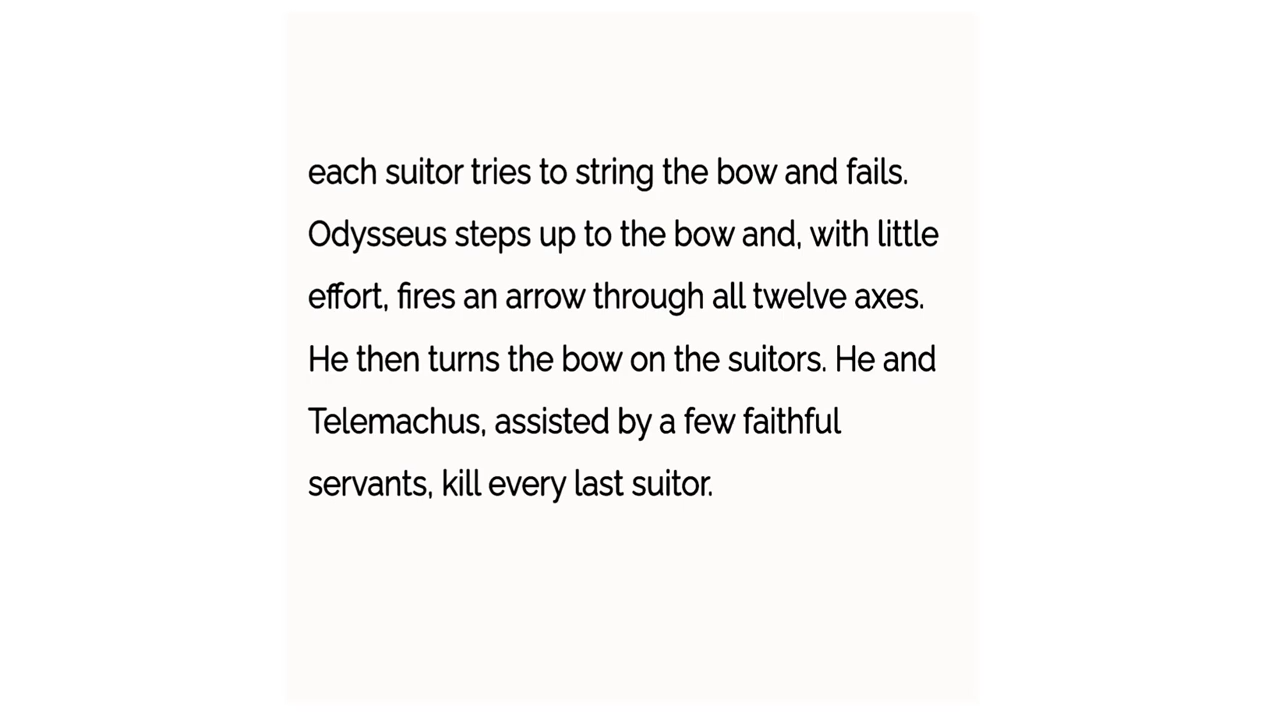 each suitor tries to string the bow and fails.
Odysseus steps up to the bow and, with little
effort, fires an arrow through all twelve axes.
He then turns the bow on the suitors. He and
Telemachus, assisted by a few faithful
servants, kill every last suitor.